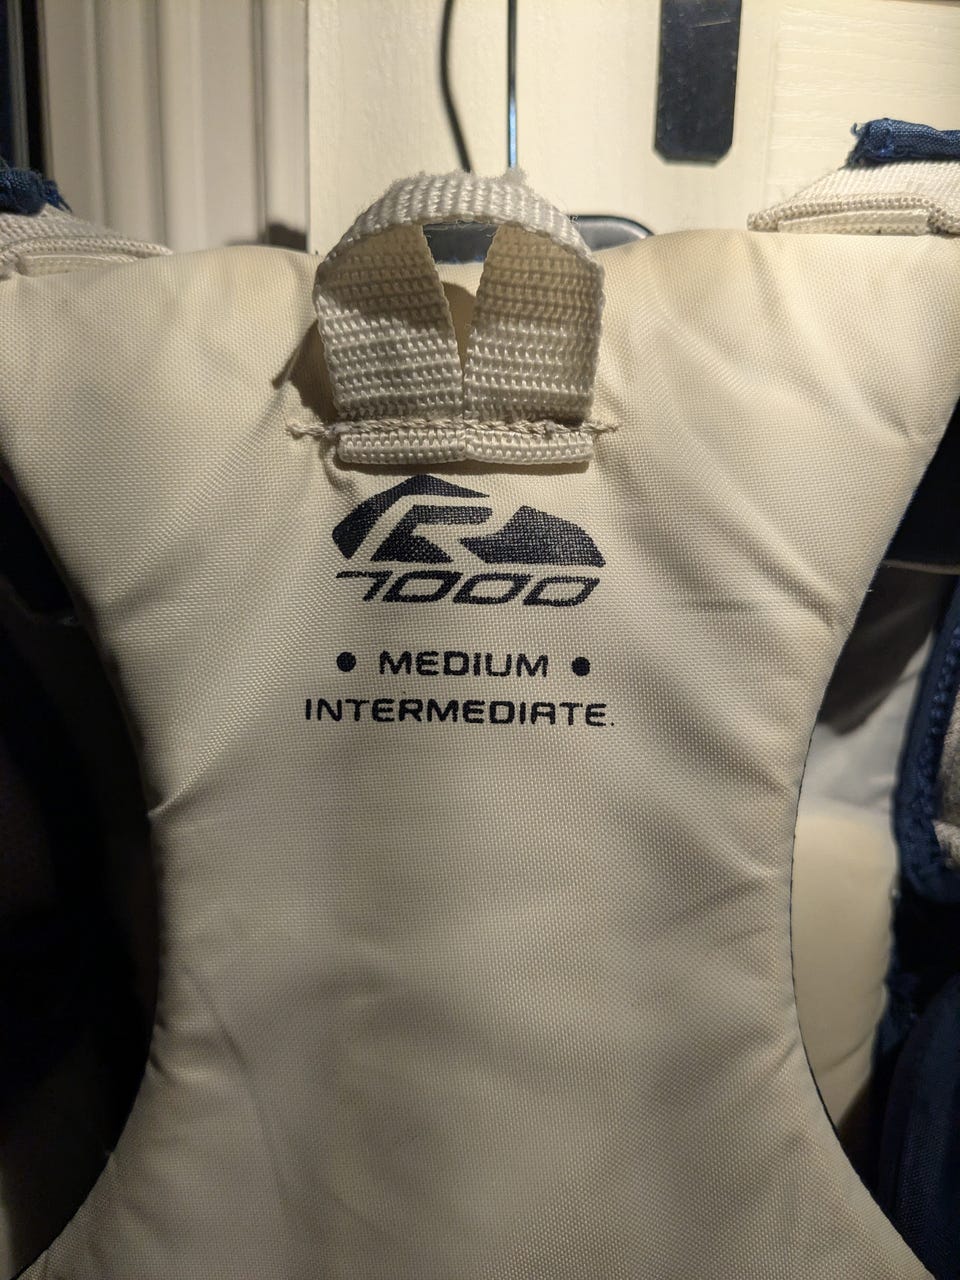 R
7000
• MEDIUM •
INTERMEDIATE.